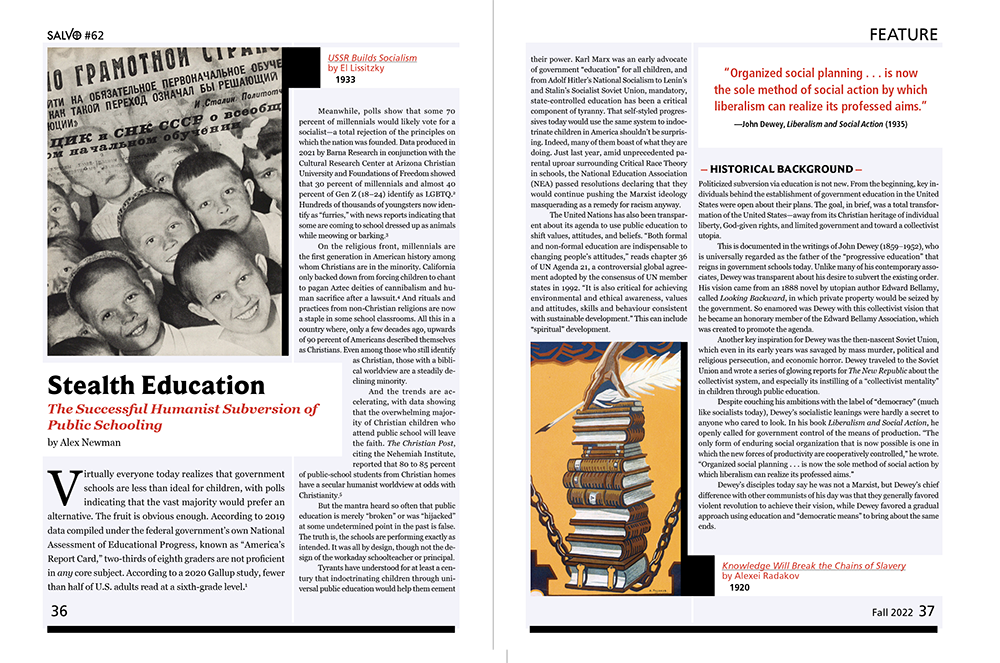 SALVO #62
О ГРАМОТНОЙ СТРАНЕ
НА ОБЯЗАТЕЛЬНОЕ ПЕРВОНАЧАЛЬНОЕ ОБУЧЕ
КАК ТАКОЙ ПЕРЕХОД ОЗНАЧАЛ БЫ РЕШАЮЩИЙ
И. Сталин
ЦИК и СНК СССР о всеобщ
ном начальном обучении
USSR Builds Socialism
by El Lissitzky
1933
Stealth Education
The Successful Humanist Subversion of
Public Schooling
by Alex Newman
Virtually everyone today realizes that government
schools are less than ideal for children, with polls
indicating that the vast majority would prefer an
alternative. The fruit is obvious enough. According to 2019
data compiled under the federal government's own National
Assessment of Educational Progress, known as “America's
Report Card,” two-thirds of eighth graders are not proficient
in any core subject. According to a 2020 Gallup study, fewer
than half of U.S. adults read at a sixth-grade level.¹
Meanwhile, polls show that some 70
percent of millennials would likely vote for a
socialist—a total rejection of the principles on
which the nation was founded. Data produced in
2021 by Barna Research in conjunction with the
Cultural Research Center at Arizona Christian
University and Foundations of Freedom showed
that 30 percent of millennials and almost 40
percent of Gen Z (18–24) identify as LGBTQ.²
Hundreds of thousands of youngsters now iden-
tify as “furries,” with news reports indicating that
some are coming to school dressed up as animals
while meowing or barking.³
On the religious front, millennials are
the first generation in American history among
whom Christians are in the minority. California
only backed down from forcing children to chant
to pagan Aztec deities of cannibalism and hu-
man sacrifice after a lawsuit.⁴ And rituals and
practices from non-Christian religions are now
a staple in some school classrooms. All this in a
country where, only a few decades ago, upwards
of 90 percent of Americans described themselves
as Christians. Even among those who still identify
as Christian, those with a bibli-
cal worldview are a steadily de-
clining minority.
And the trends are ac-
celerating, with data showing
that the overwhelming major-
ity of Christian children who
attend public school will leave
the faith. The Christian Post,
citing the Nehemiah Institute,
reported that 80 to 85 percent
of public-school students from Christian homes
have a secular humanist worldview at odds with
Christianity.⁵
But the mantra heard so often that public
education is merely “broken” or was “hijacked”
at some undetermined point in the past is false.
The truth is, the schools are performing exactly as
intended. It was all by design, though not the de-
sign of the workaday schoolteacher or principal.
Tyrants have understood for at least a cen-
tury that indoctrinating children through uni-
versal public education would help them cement
36
FEATURE
their power. Karl Marx was an early advocate
of government “education” for all children, and
from Adolf Hitler's National Socialism to Lenin's
and Stalin's Socialist Soviet Union, mandatory,
state-controlled education has been a critical
component of tyranny. That self-styled progres-
sives today would use the same system to indoc-
trinate children in America shouldn't be surpris-
ing. Indeed, many of them boast of what they are
doing. Just last year, amid unprecedented pa-
rental uproar surrounding Critical Race Theory
in schools, the National Education Association
(NEA) passed resolutions declaring that they
would continue pushing the Marxist ideology
masquerading as a remedy for racism anyway.
The United Nations has also been transpar-
ent about its agenda to use public education to
shift values, attitudes, and beliefs. “Both formal
and non-formal education are indispensable to
changing people's attitudes,” reads chapter 36
of UN Agenda 21, a controversial global agree-
ment adopted by the consensus of UN member
states in 1992. “It is also critical for achieving
environmental and ethical awareness, values
and attitudes, skills and behaviour consistent
with sustainable development.” This can include
“spiritual” development.
“Organized social planning . . . is now
the sole method of social action by which
liberalism can realize its professed aims.”
—John Dewey, Liberalism and Social Action (1935)
— HISTORICAL BACKGROUND —
Politicized subversion via education is not new. From the beginning, key in-
dividuals behind the establishment of government education in the United
States were open about their plans. The goal, in brief, was a total transfor-
mation of the United States—away from its Christian heritage of individual
liberty, God-given rights, and limited government and toward a collectivist
utopia.
This is documented in the writings of John Dewey (1859–1952), who
is universally regarded as the father of the “progressive education” that
reigns in government schools today. Unlike many of his contemporary asso-
ciates, Dewey was transparent about his desire to subvert the existing order.
His vision came from an 1888 novel by utopian author Edward Bellamy,
called Looking Backward, in which private property would be seized by
the government. So enamored was Dewey with this collectivist vision that
he became an honorary member of the Edward Bellamy Association, which
was created to promote the agenda.
Another key inspiration for Dewey was the then-nascent Soviet Union,
which even in its early years was savaged by mass murder, political and
religious persecution, and economic horror. Dewey traveled to the Soviet
Union and wrote a series of glowing reports for The New Republic about the
collectivist system, and especially its instilling of a “collectivist mentality”
in children through public education.
Despite couching his ambitions with the label of “democracy” (much
like socialists today), Dewey's socialistic leanings were hardly a secret to
anyone who cared to look. In his book Liberalism and Social Action, he
openly called for government control of the means of production. “The
only form of enduring social organization that is now possible is one in
which the new forces of productivity are cooperatively controlled,” he wrote.
“Organized social planning . . . is now the sole method of social action by
which liberalism can realize its professed aims.”
Dewey's disciples today say he was not a Marxist, but Dewey's chief
difference with other communists of his day was that they generally favored
violent revolution to achieve their vision, while Dewey favored a gradual
approach using education and “democratic means” to bring about the same
ends.
Knowledge Will Break the Chains of Slavery
by Alexei Radakov
1920
Fall 2022 37